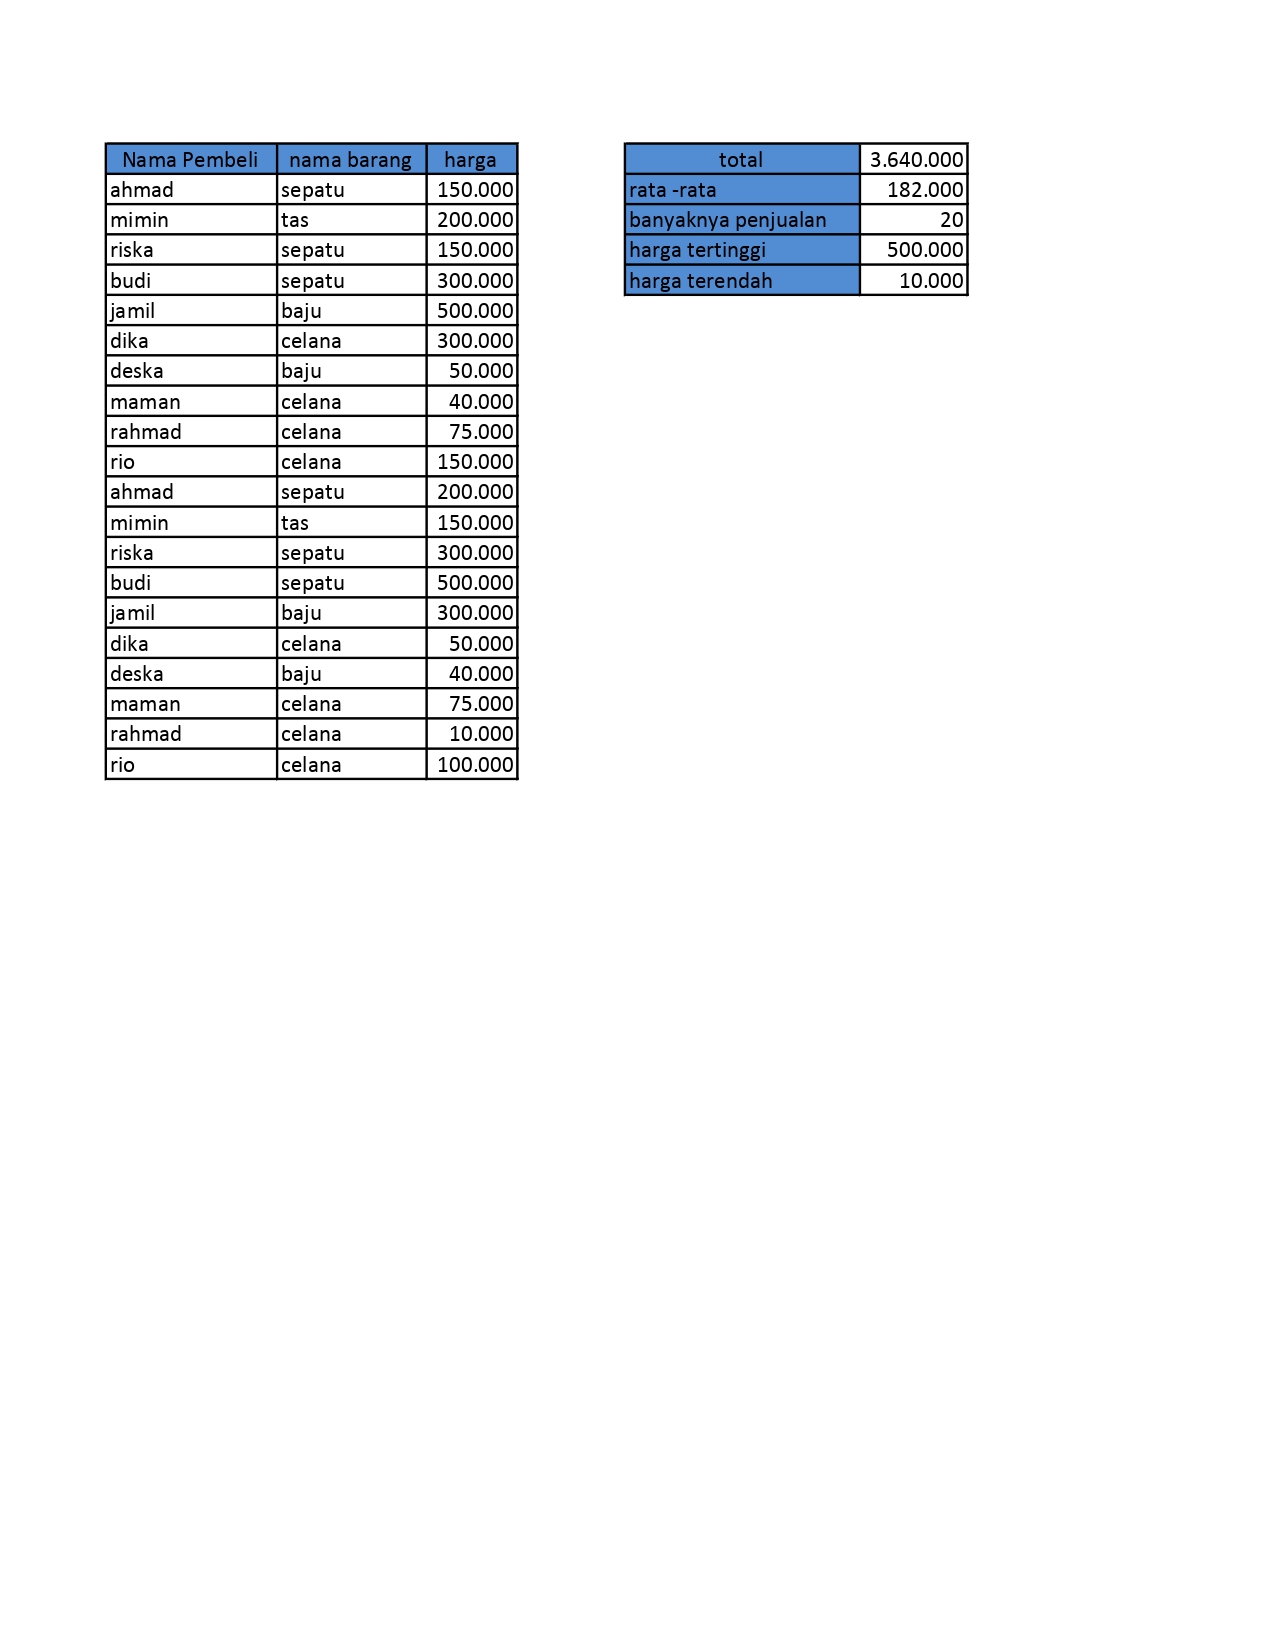 Nama Pembeli nama barang harga
ahmad sepatu 150.000
mimin tas 200.000
riska sepatu 150.000
budi sepatu 300.000
jamil baju 500.000
dika celana 300.000
deska baju 50.000
maman celana 40.000
rahmad celana 75.000
rio celana 150.000
ahmad sepatu 200.000
mimin tas 150.000
riska sepatu 300.000
budi sepatu 500.000
jamil baju 300.000
dika celana 50.000
deska baju 40.000
maman celana 75.000
rahmad celana 10.000
rio celana 100.000
total 3.640.000
rata -rata 182.000
banyaknya penjualan 20
harga tertinggi 500.000
harga terendah 10.000